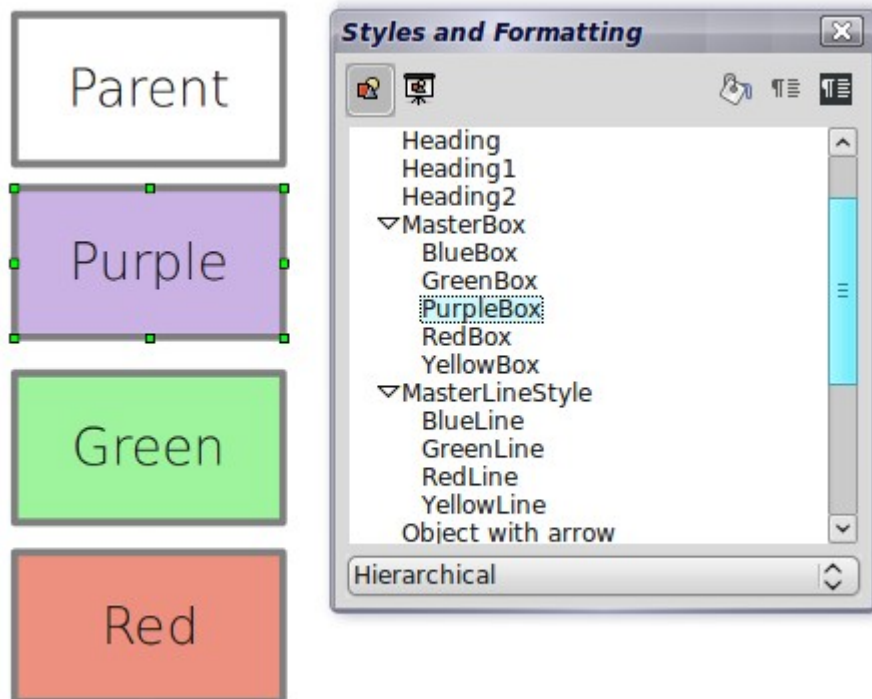 Parent
Purple
Green
Red
Styles and Formatting
Heading
Heading1
Heading2
MasterBox
BlueBox
GreenBox
PurpleBox
RedBox
YellowBox
MasterLineStyle
BlueLine
GreenLine
RedLine
YellowLine
Object with arrow
Hierarchical